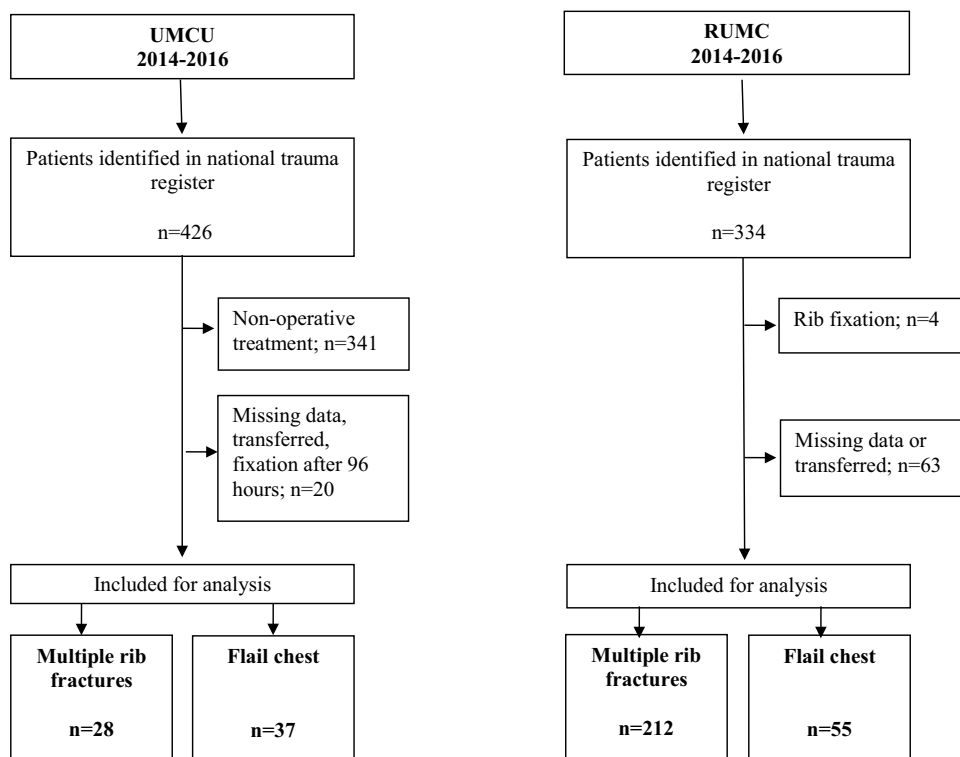 UMCU
2014-2016
Patients identified in national trauma
register
n=426
Non-operative
treatment; n=341
Missing data,
transferred,
fixation after 96
hours; n=20
Included for analysis
Multiple rib
fractures
n=28
Flail chest
n=37
RUMC
2014-2016
Patients identified in national trauma
register
n=334
Rib fixation; n=4
Missing data or
transferred; n=63
Included for analysis
Multiple rib
fractures
n=212
Flail chest
n=55